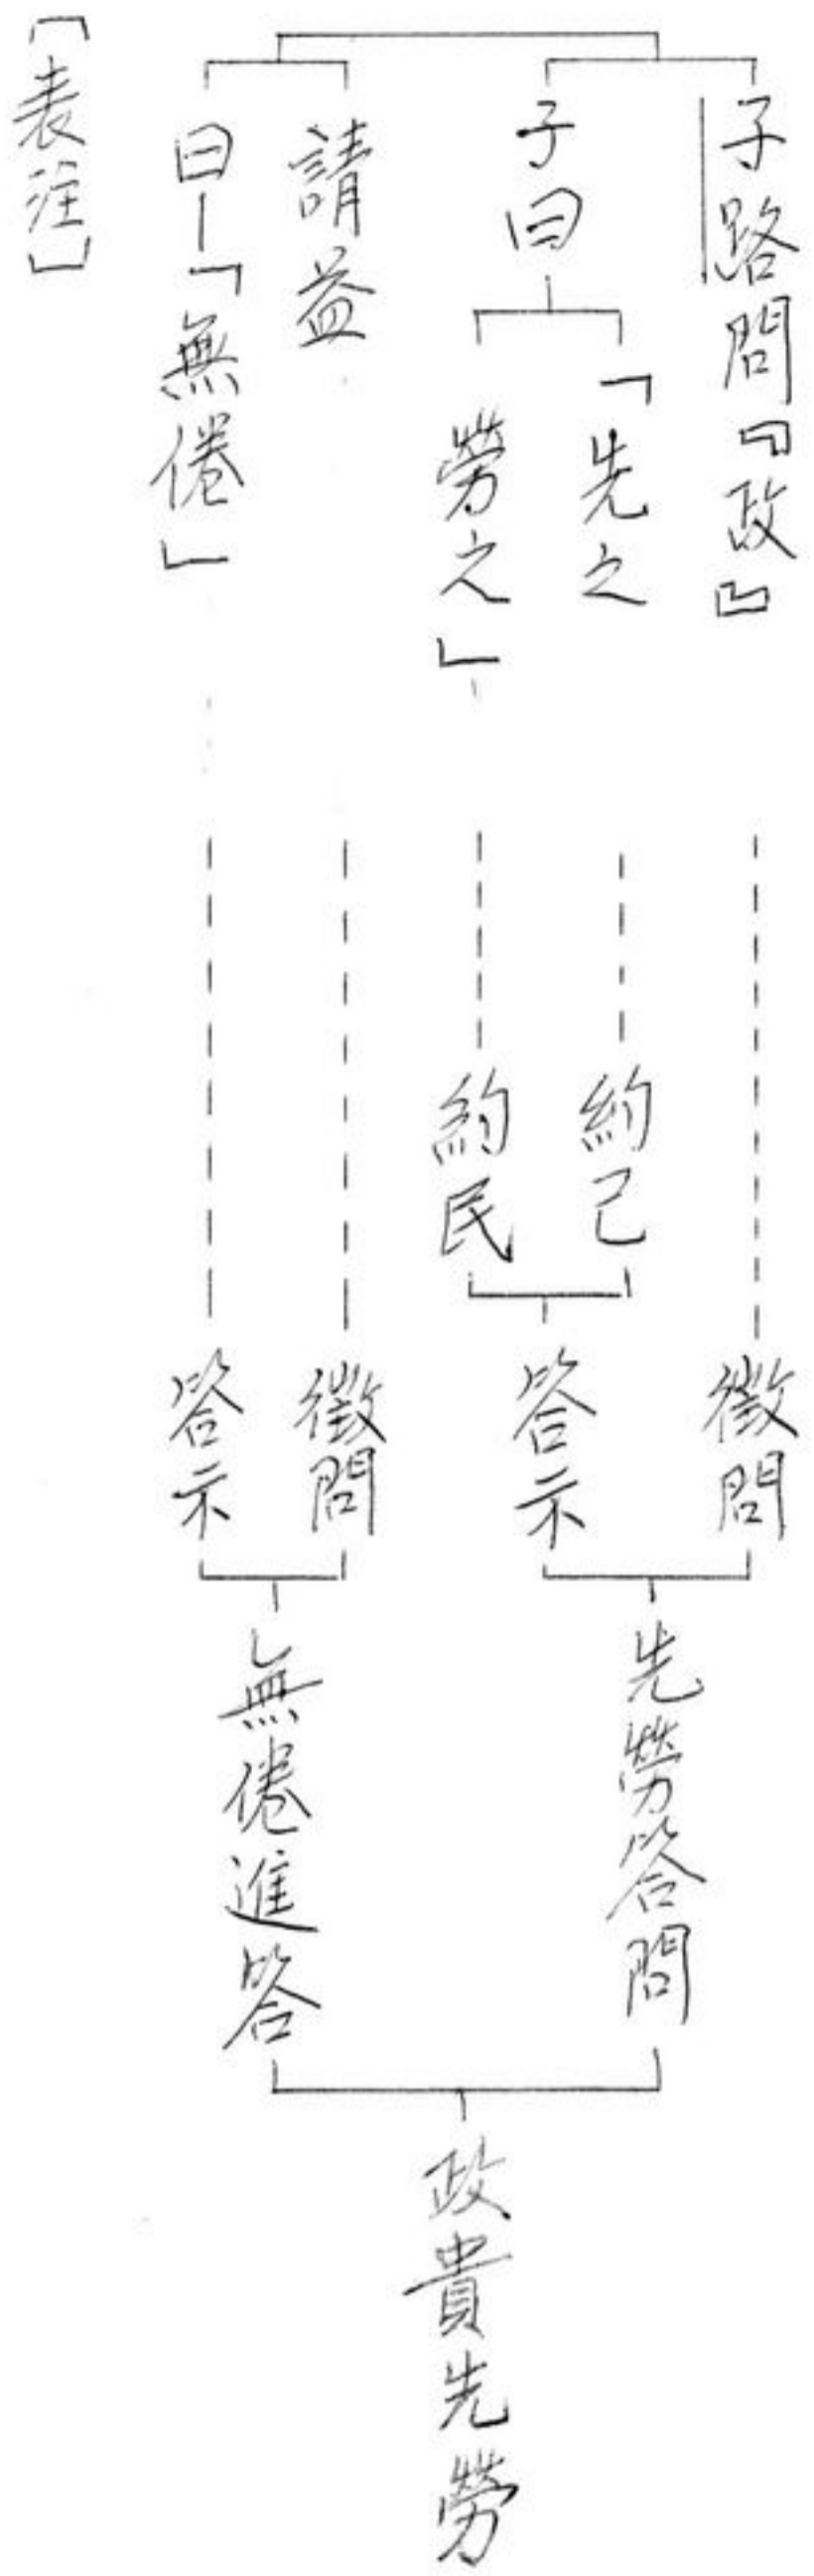 子路問『政』
徵問
子曰
「先之
約己
勞之」
約民
答示
先勞答問
請益
徵問
曰「無倦」
答示
無倦進答
政貴先勞
〔表注〕